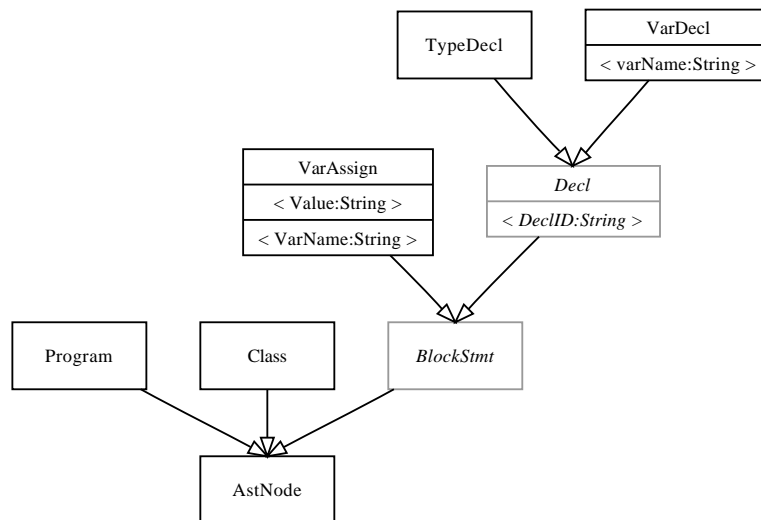 TypeDecl
VarDecl
< varName:String >
VarAssign
< Value:String >
< VarName:String >
Decl
< DeclID:String >
Program
Class
BlockStmt
AstNode